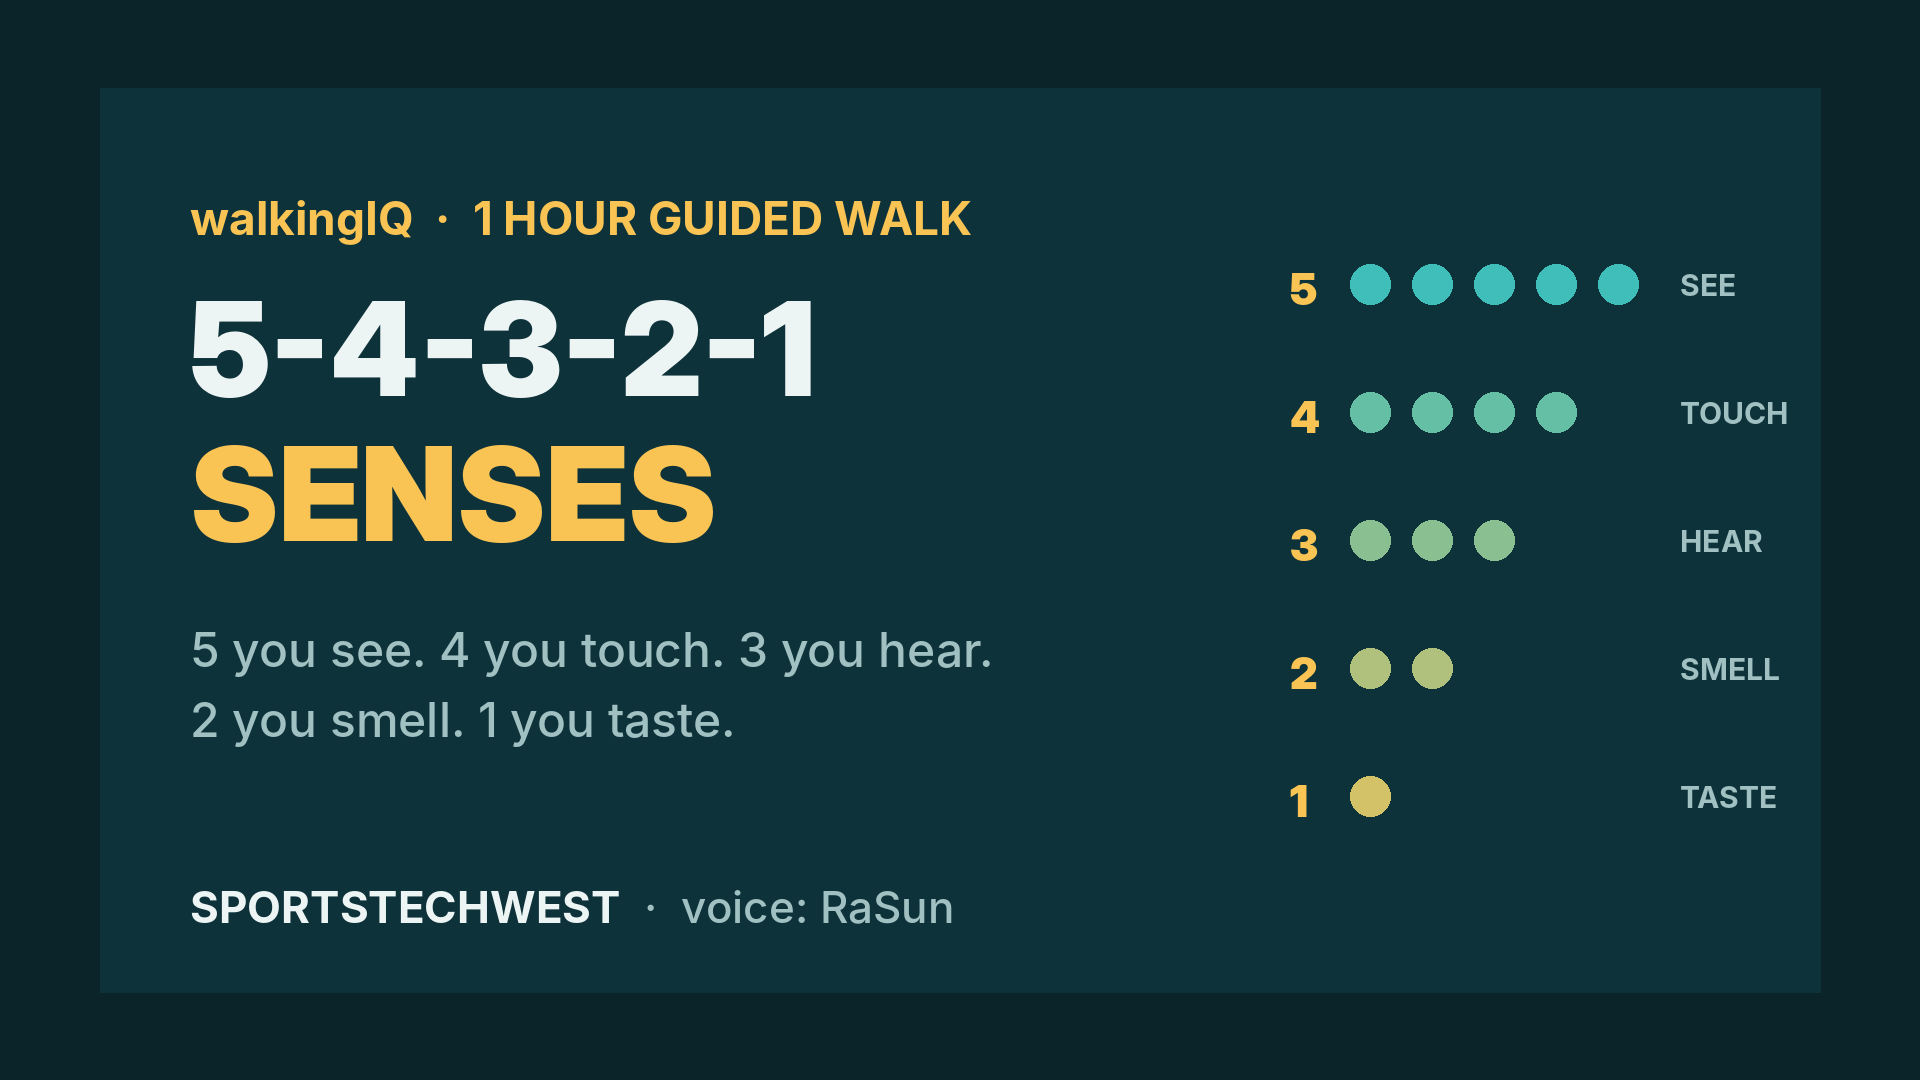 walkingIQ · 1 HOUR GUIDED WALK
5-4-3-2-1
SENSES
5 you see. 4 you touch. 3 you hear.
2 you smell. 1 you taste.
SPORTSTECHWEST · voice: RaSun
5 SEE
4 TOUCH
3 HEAR
2 SMELL
1 TASTE